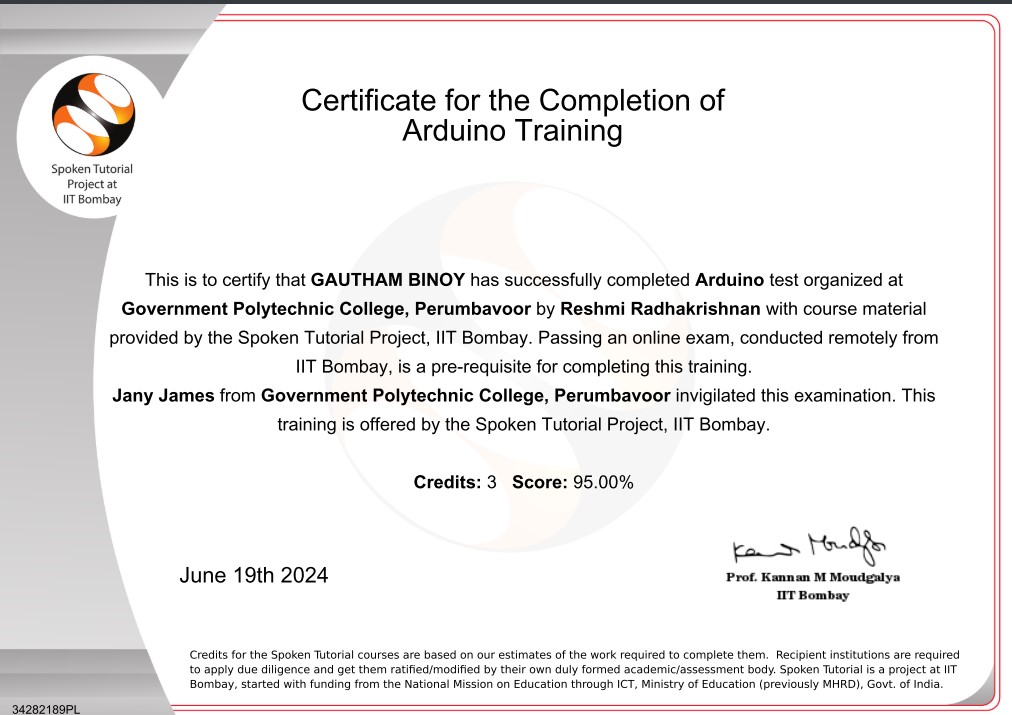 Spoken Tutorial
Project at
IIT Bombay
Certificate for the Completion of
Arduino Training
This is to certify that GAUTHAM BINOY has successfully completed Arduino test organized at
Government Polytechnic College, Perumbavoor by Reshmi Radhakrishnan with course material
provided by the Spoken Tutorial Project, IIT Bombay. Passing an online exam, conducted remotely from
IIT Bombay, is a pre-requisite for completing this training.
Jany James from Government Polytechnic College, Perumbavoor invigilated this examination. This
training is offered by the Spoken Tutorial Project, IIT Bombay.
Credits: 3 Score: 95.00%
June 19th 2024
Kannan Moudgalya
Prof. Kannan M Moudgalya
IIT Bombay
Credits for the Spoken Tutorial courses are based on our estimates of the work required to complete them. Recipient institutions are required
to apply due diligence and get them ratified/modified by their own duly formed academic/assessment body. Spoken Tutorial is a project at IIT
Bombay, started with funding from the National Mission on Education through ICT, Ministry of Education (previously MHRD), Govt. of India.
34282189PL